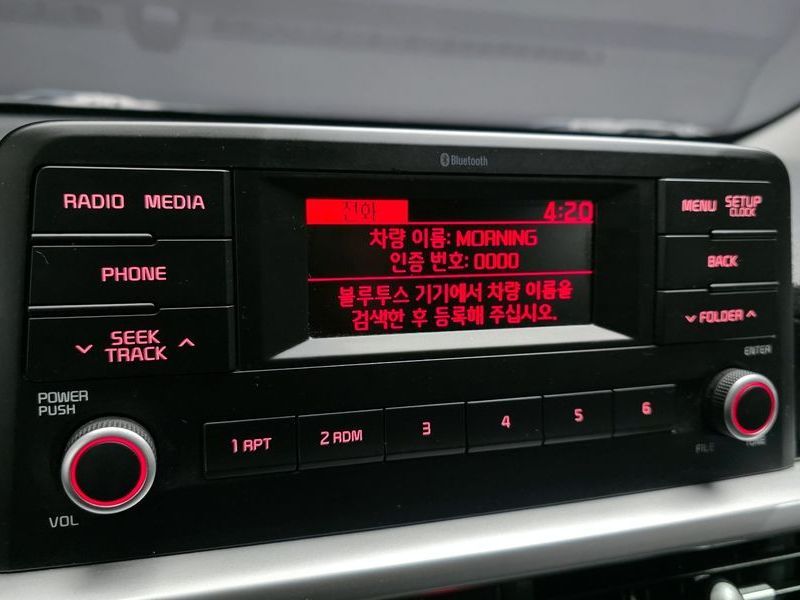 Bluetooth
RADIO MEDIA
PHONE
SEEK
TRACK
POWER
PUSH
VOL
전화 4:20
차량 이름: MORNING
인증 번호: 0000
블루투스 기기에서 차량 이름을
검색한 후 등록해 주십시오.
MENU SETUP
CLOCK
BACK
FOLDER
ENTER
1 RPT 2 RDM 3 4 5 6
FILE TUNE